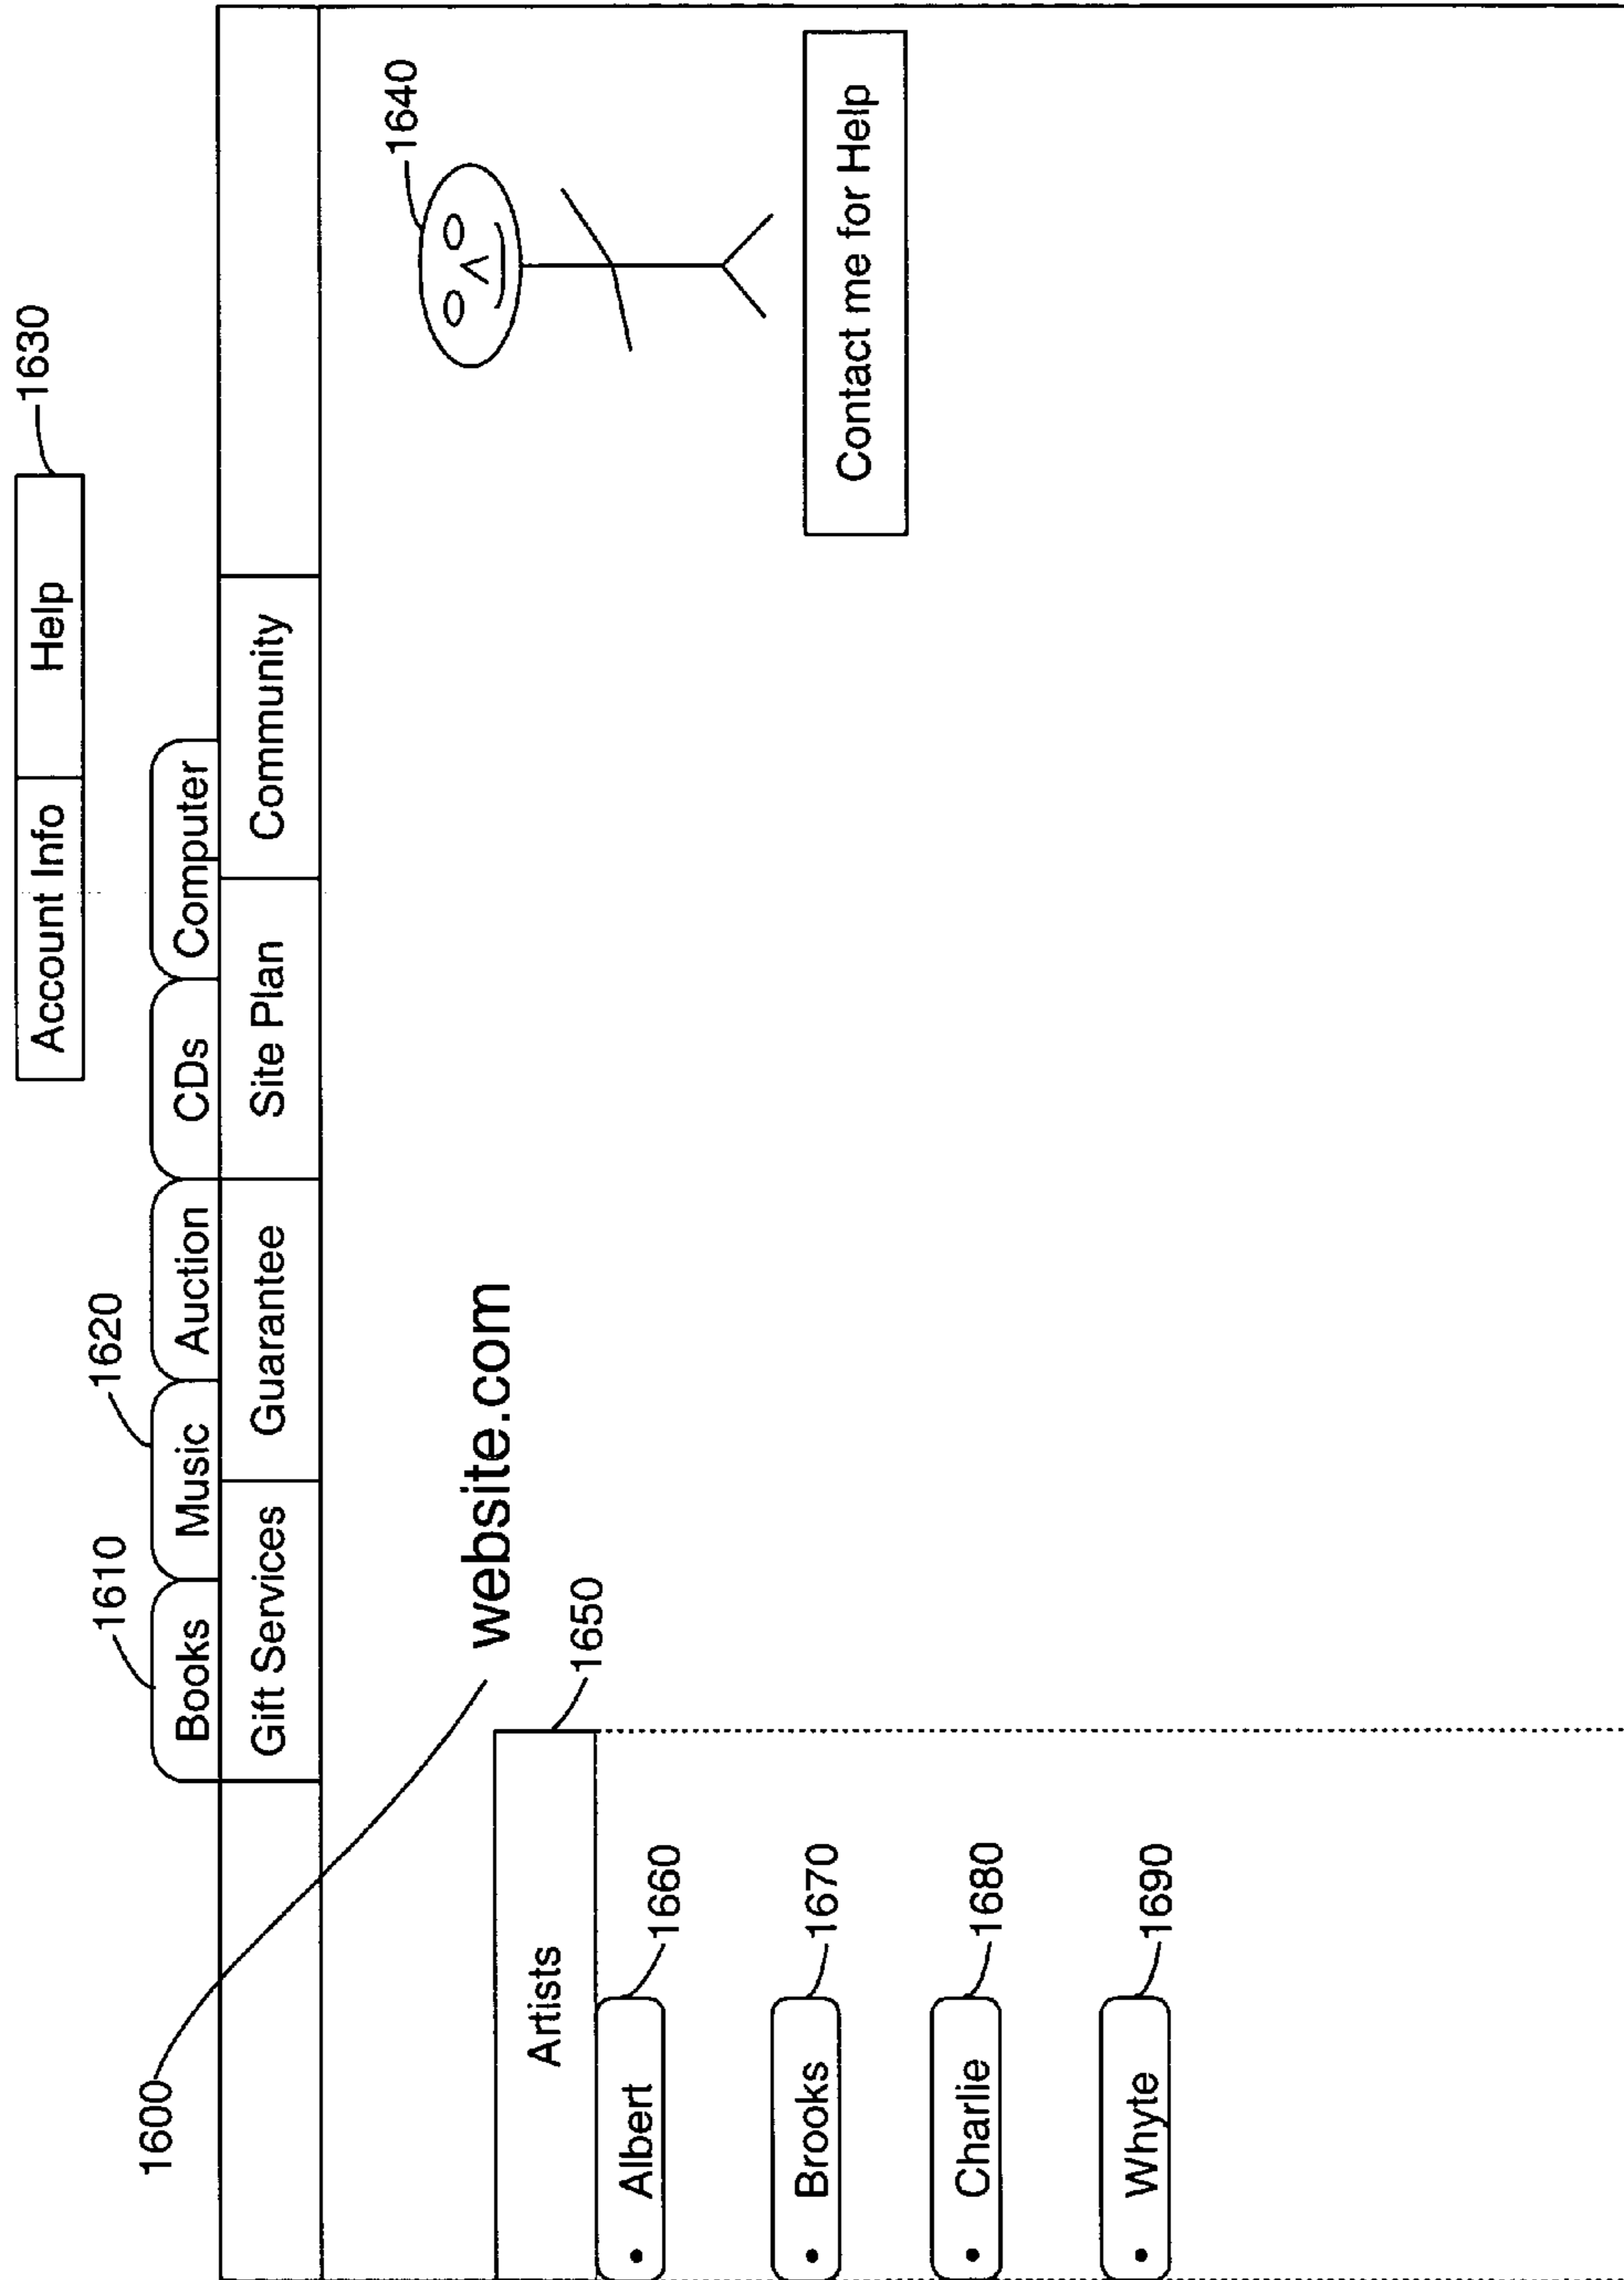 Account Info Help 1630
1600 1610 1620
Books Music Auction CDs Computer
Gift Services Guarantee Site Plan Community
1640
website.com
Artists 1650
• Albert 1660
• Brooks 1670
Contact me for Help
• Charlie 1680
• Whyte 1690